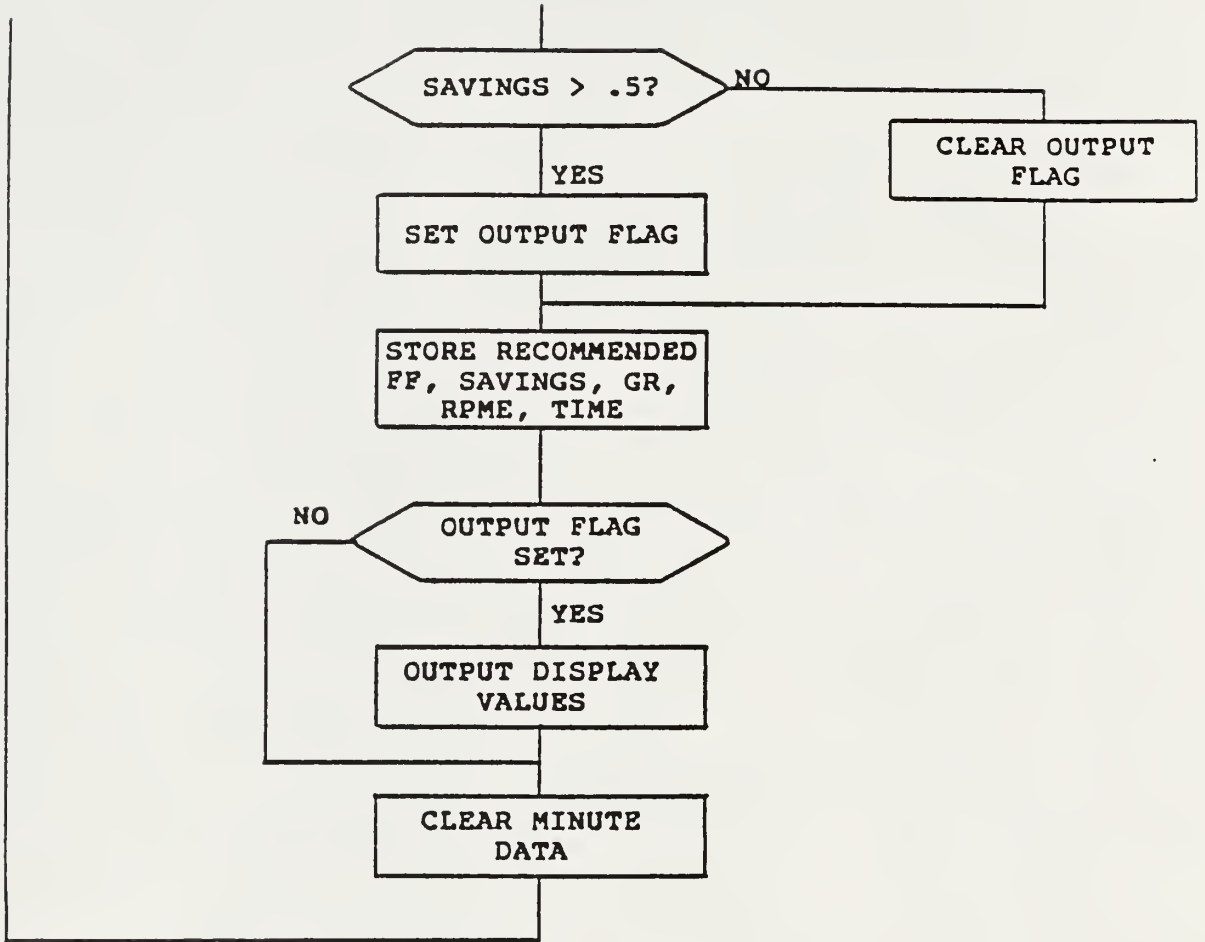 SAVINGS > .5?
NO
CLEAR OUTPUT
FLAG
YES
SET OUTPUT FLAG
STORE RECOMMENDED
FF, SAVINGS, GR,
RPME, TIME
NO
OUTPUT FLAG
SET?
YES
OUTPUT DISPLAY
VALUES
CLEAR MINUTE
DATA